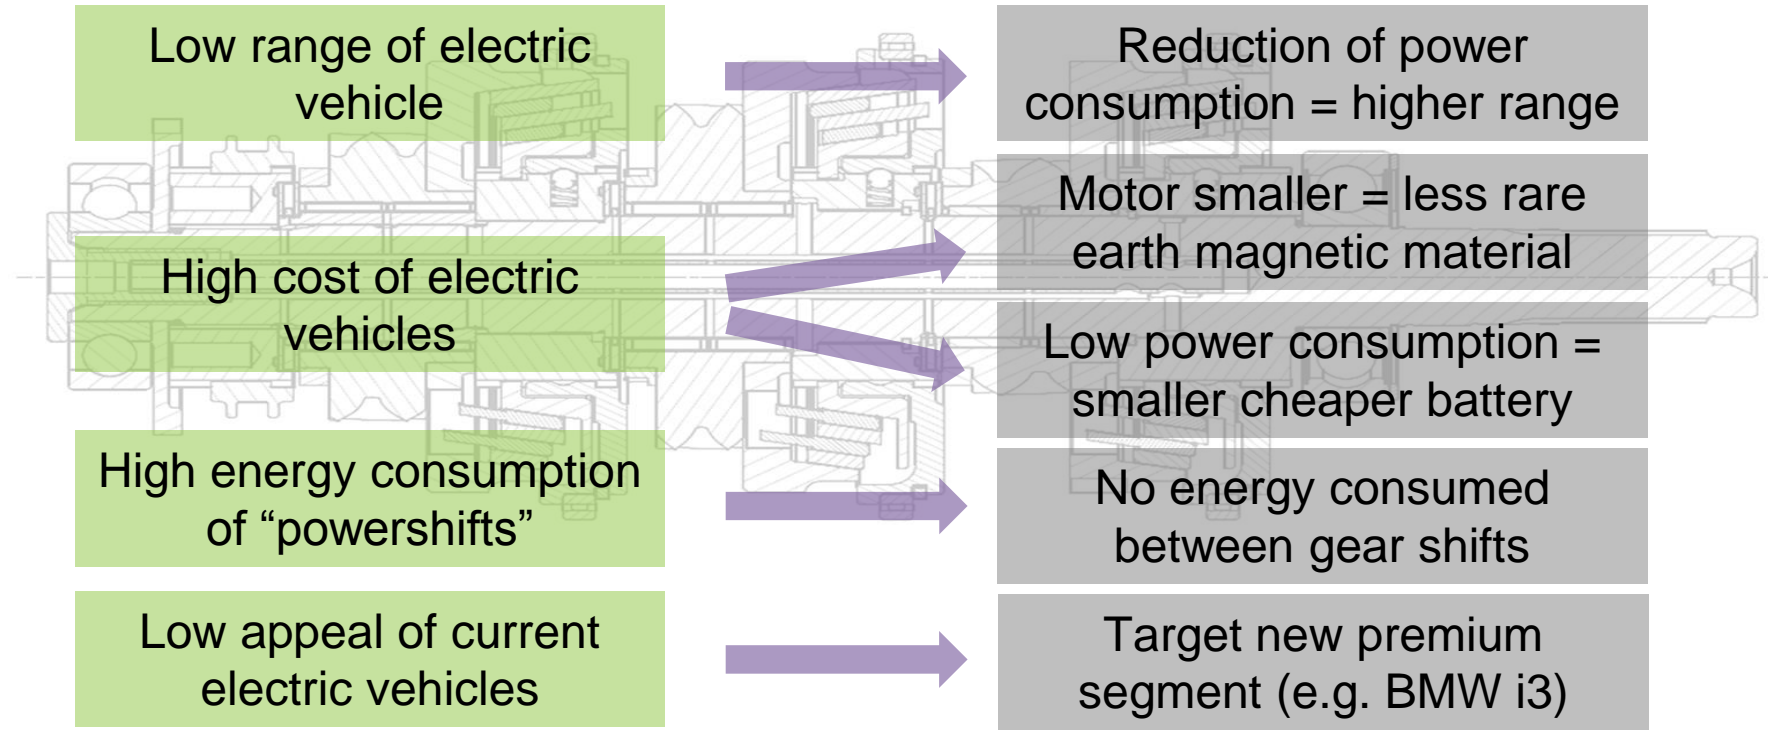 Low range of electric
vehicle
Reduction of power
consumption = higher range
High cost of electric
vehicles
Motor smaller = less rare
earth magnetic material
Low power consumption =
smaller cheaper battery
High energy consumption
of “powershifts”
No energy consumed
between gear shifts
Low appeal of current
electric vehicles
Target new premium
segment (e.g. BMW i3)